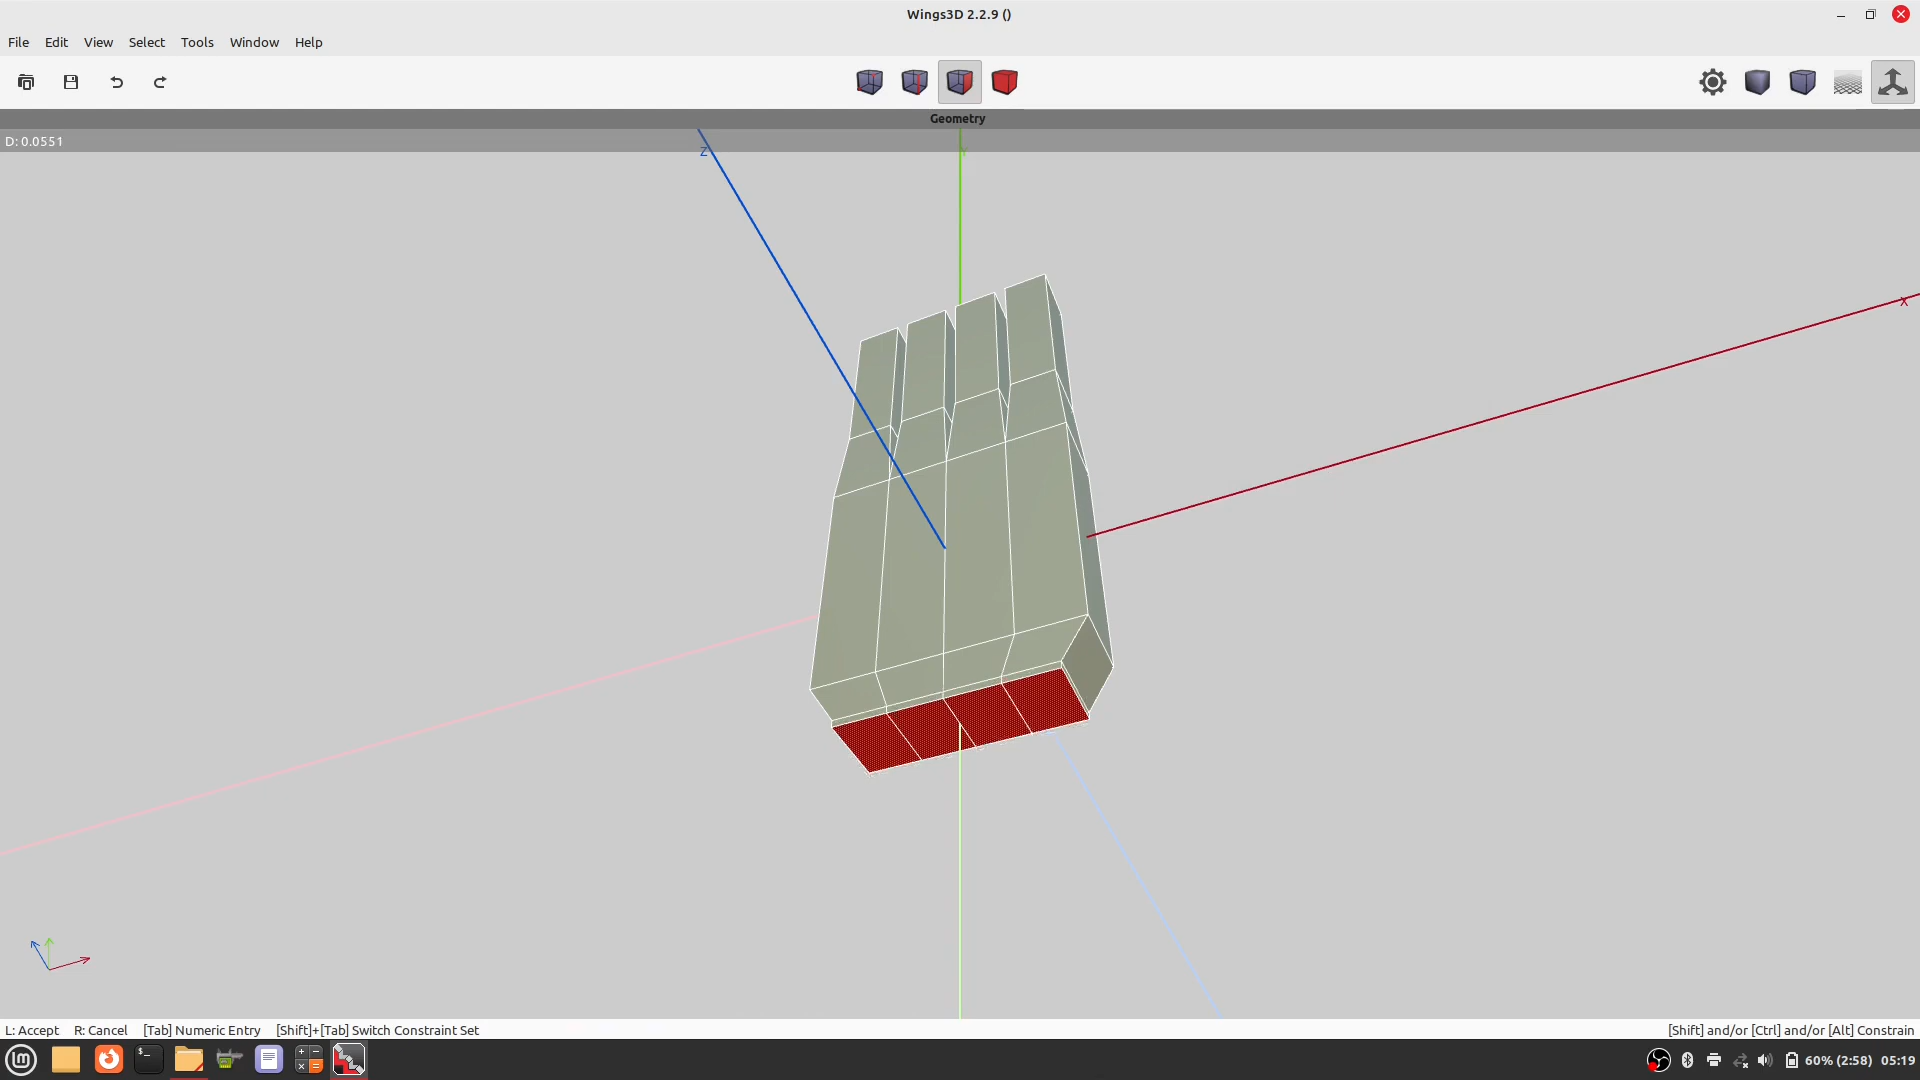 Wings3D 2.2.9 ()
File Edit View Select Tools Window Help
Geometry
D: 0.0551
Z
Y
X
L: Accept R: Cancel [Tab] Numeric Entry [Shift]+[Tab] Switch Constraint Set
[Shift] and/or [Ctrl] and/or [Alt] Constrain
60% (2:58) 05:19